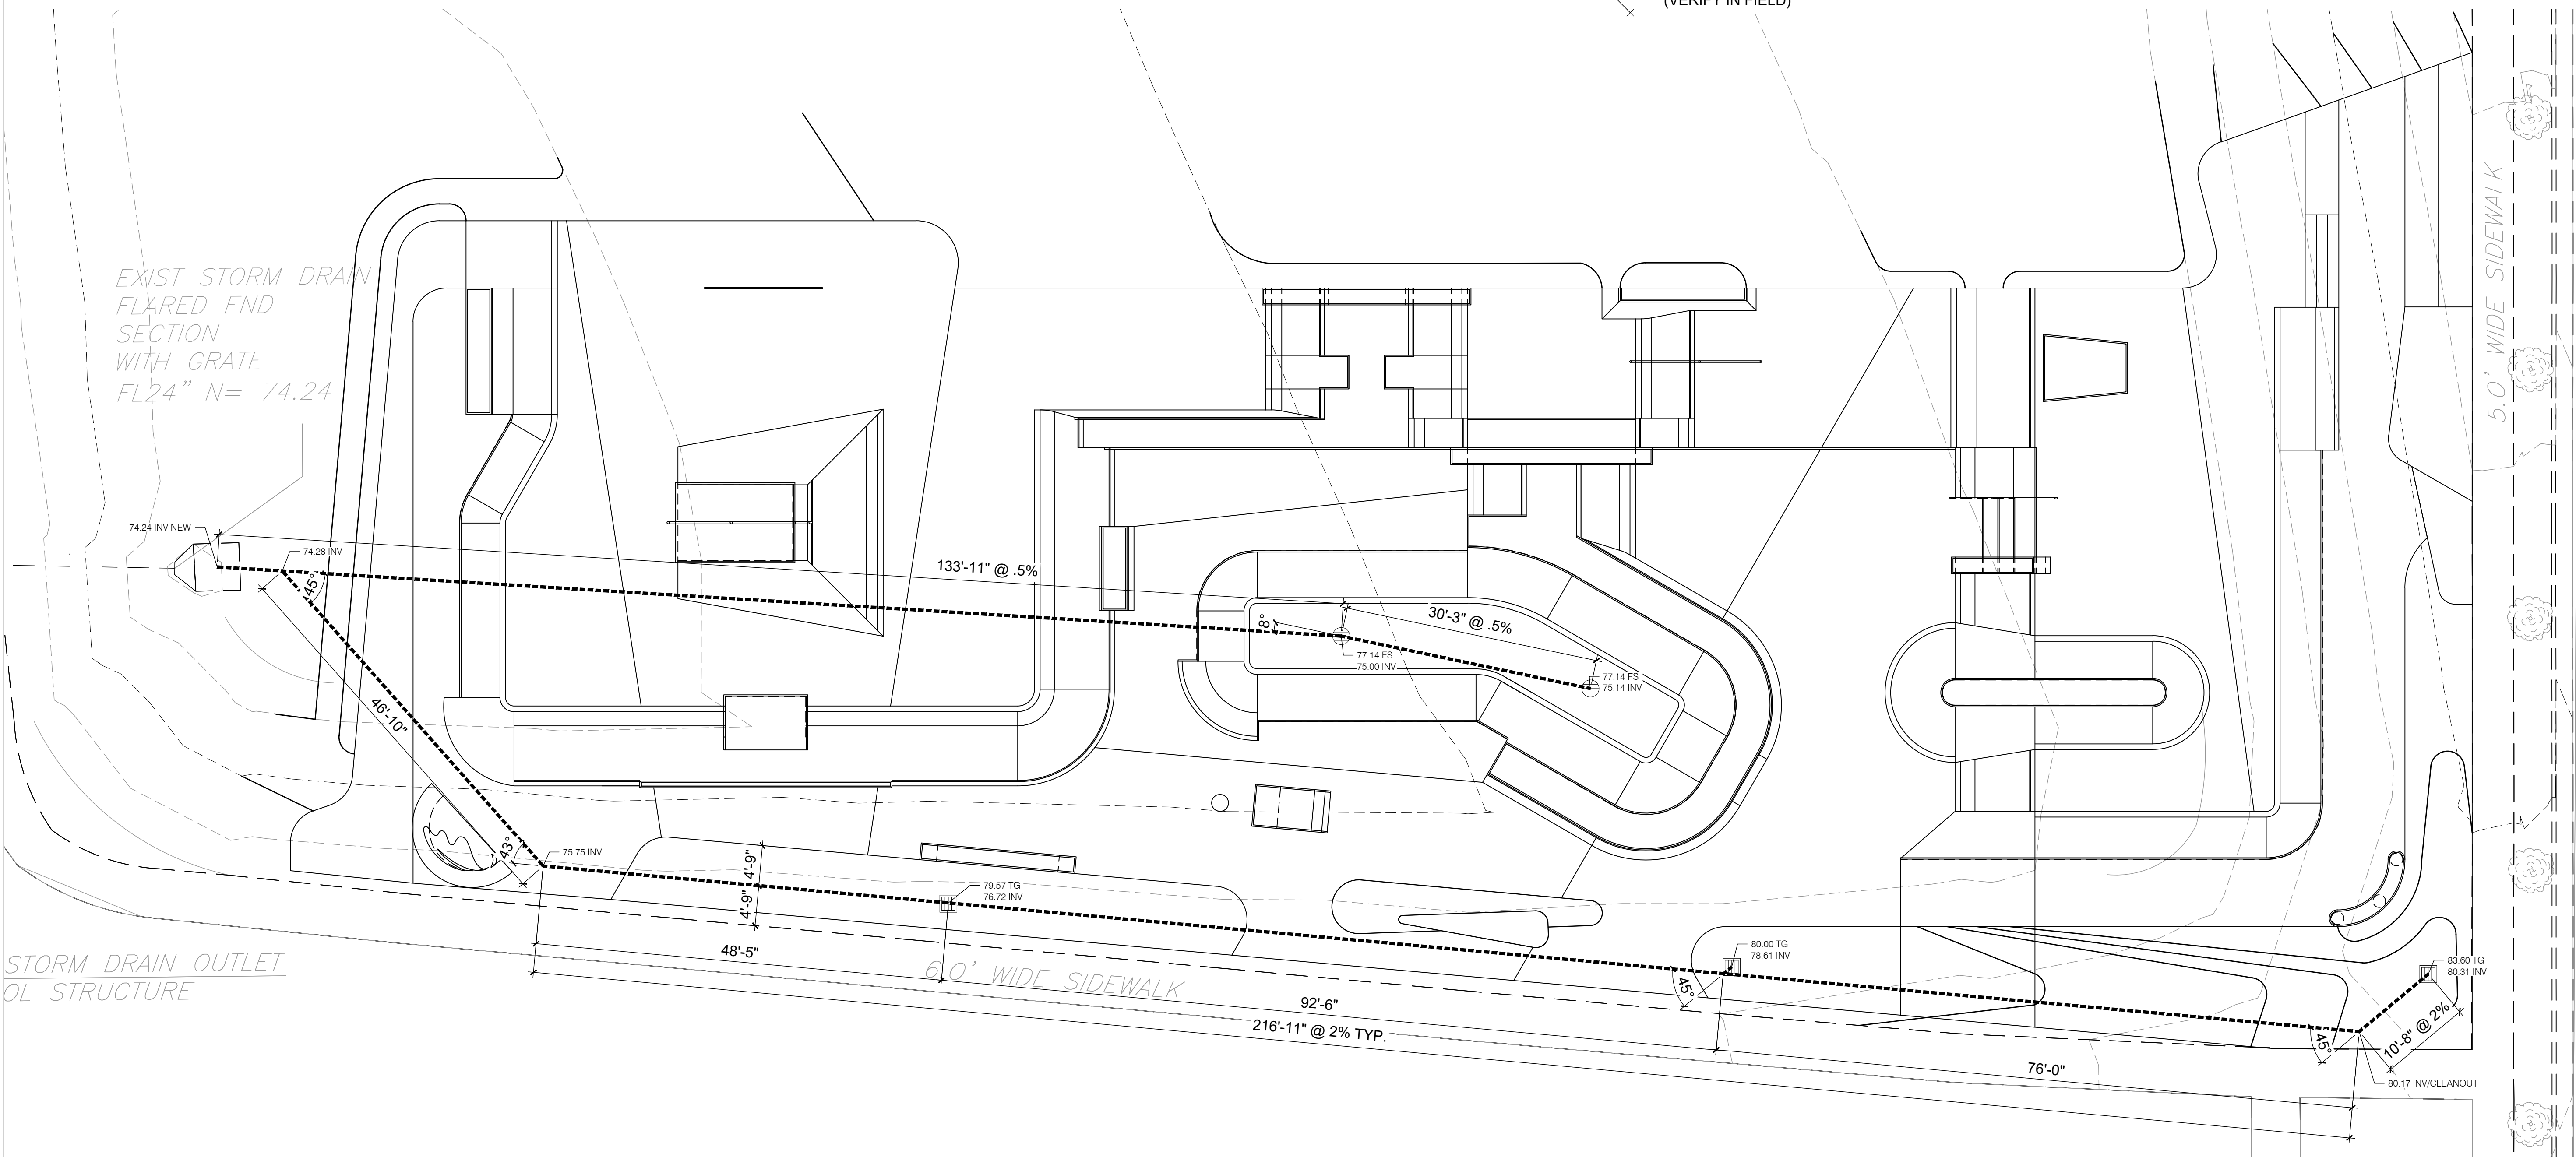 (VERIFY IN FIELD)
EXIST STORM DRAIN
FLARED END
SECTION
WITH GRATE
FL24" N= 74.24
5.0' WIDE SIDEWALK
74.24 INV NEW
74.28 INV
45°
133'-11" @ .5%
8°
30'-3" @ .5%
77.14 FS
75.00 INV
77.14 FS
75.14 INV
46'-10"
43°
75.75 INV
4'-9"
4'-9"
79.57 TG
76.72 INV
48'-5"
6.0' WIDE SIDEWALK
STORM DRAIN OUTLET
OL STRUCTURE
80.00 TG
78.61 INV
45°
92'-6"
216'-11" @ 2% TYP.
83.60 TG
80.31 INV
45°
10'-8" @ 2%
76'-0"
80.17 INV/CLEANOUT